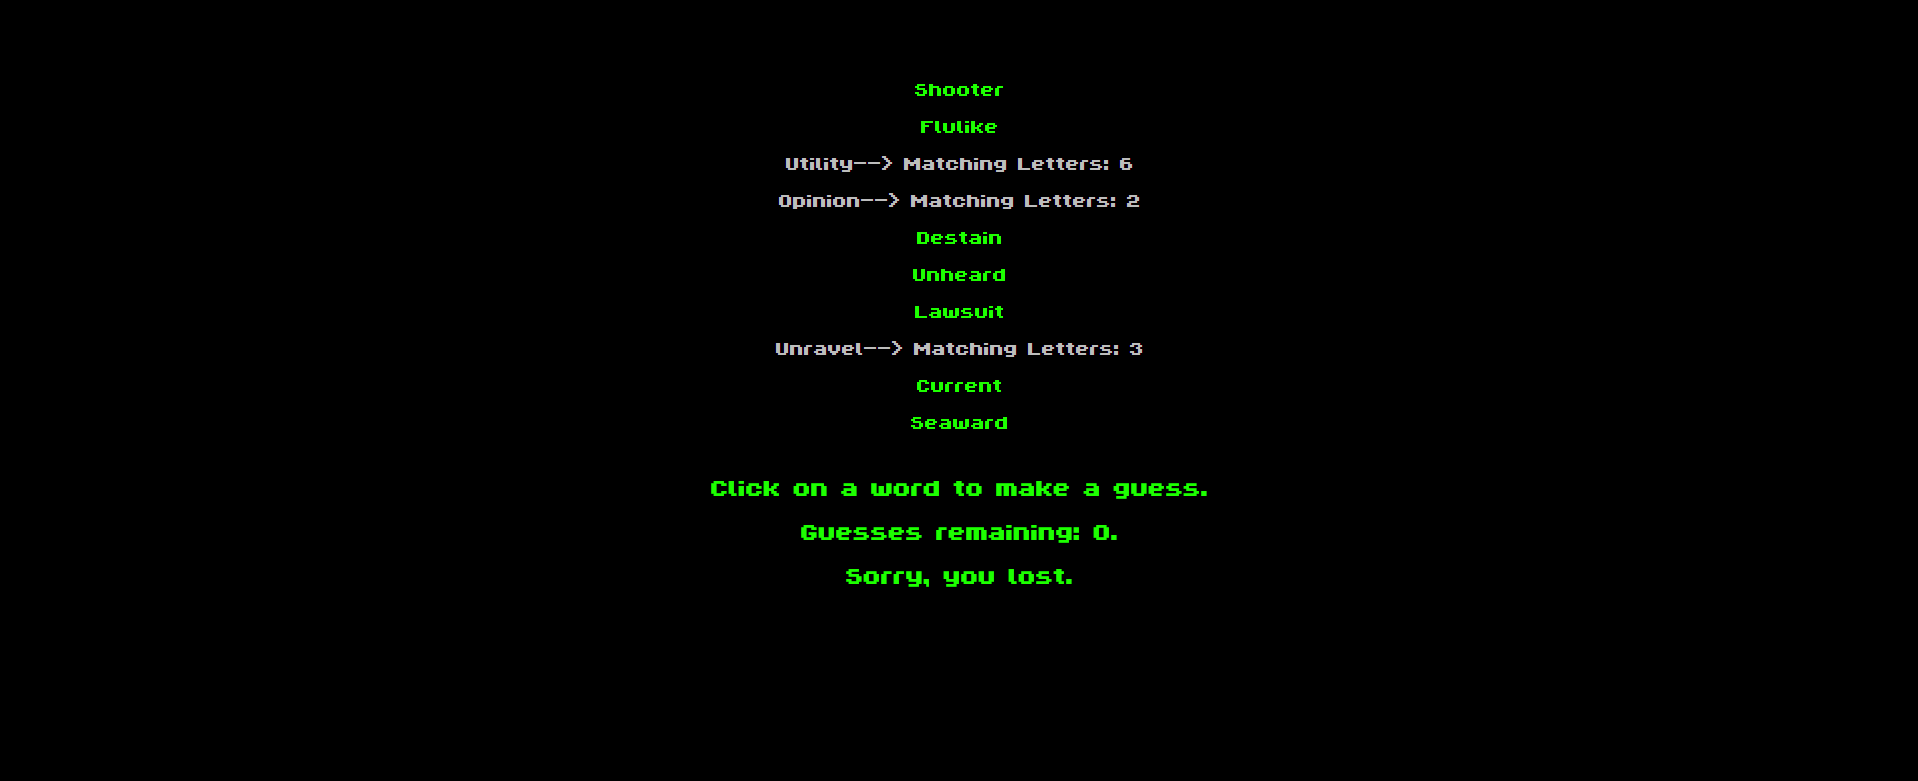 Shooter
Flulike
Utility--> Matching Letters: 6
Opinion--> Matching Letters: 2
Destain
Unheard
Lawsuit
Unravel--> Matching Letters: 3
Current
Seaward
Click on a word to make a guess.
Guesses remaining: 0.
Sorry, you lost.